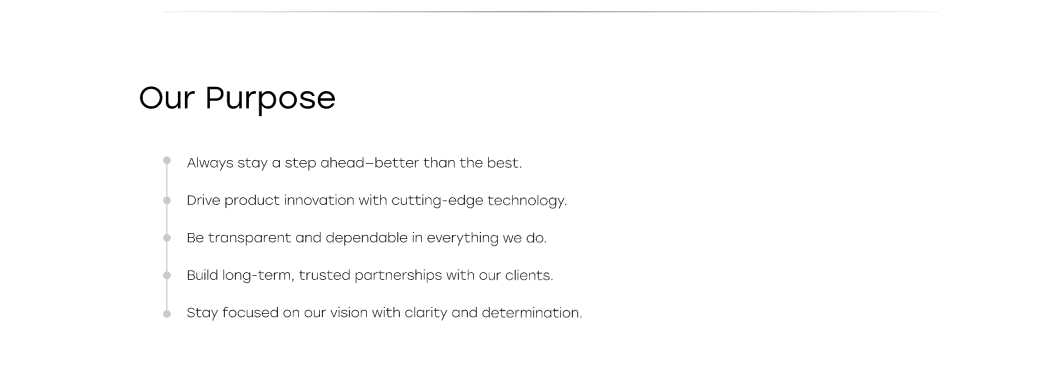 Our Purpose
Always stay a step ahead—better than the best.
Drive product innovation with cutting-edge technology.
Be transparent and dependable in everything we do.
Build long-term, trusted partnerships with our clients.
Stay focused on our vision with clarity and determination.